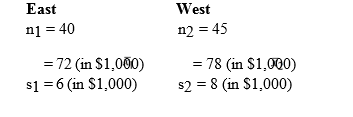 East West
n1 = 40 n2 = 45
= 72 (in $1,000) = 78 (in $1,000)
s1 = 6 (in $1,000) s2 = 8 (in $1,000)